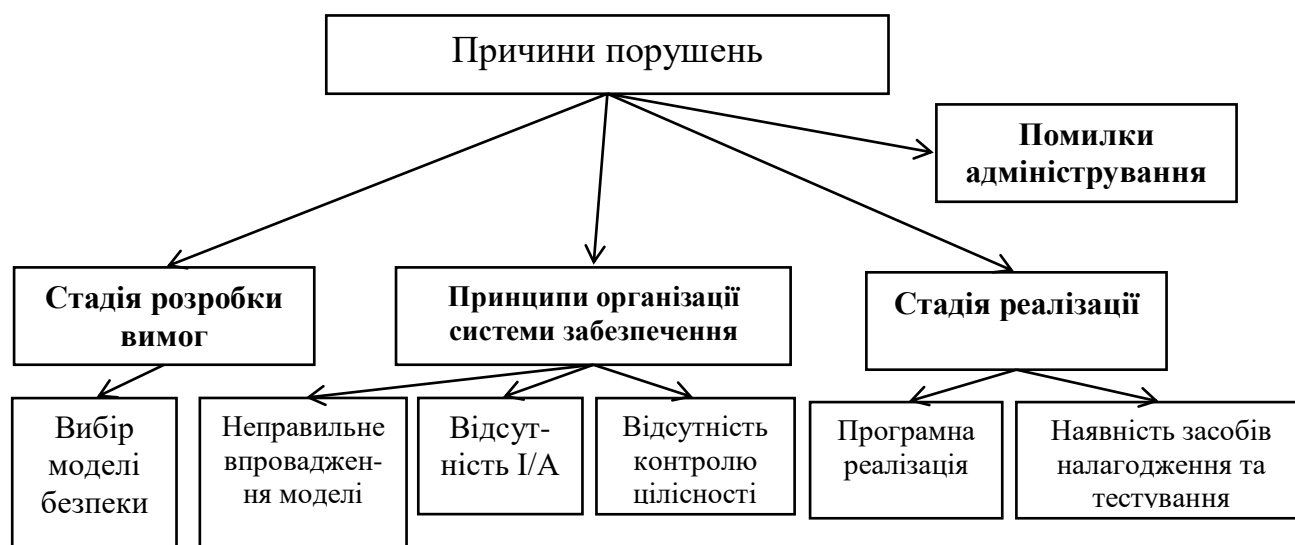 Причини порушень
Помилки
адміністрування
Стадія розробки
вимог
Принципи організації
системи забезпечення
Стадія реалізації
Вибір
моделі
безпеки
Неправильне
впроваджен-
ня моделі
Відсут-
ність І/А
Відсутність
контролю
цілісності
Програмна
реалізація
Наявність засобів
налагодження та
тестування